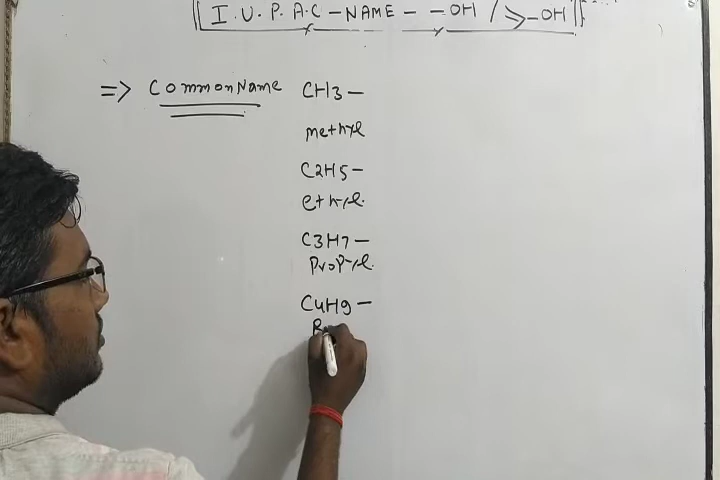 I.U.P.A.C - NAME - - OH / >-OH
=> Common Name CH3 -
methyl
C2H5 -
ethyl
C3H7 -
Propyl
C4H9 -